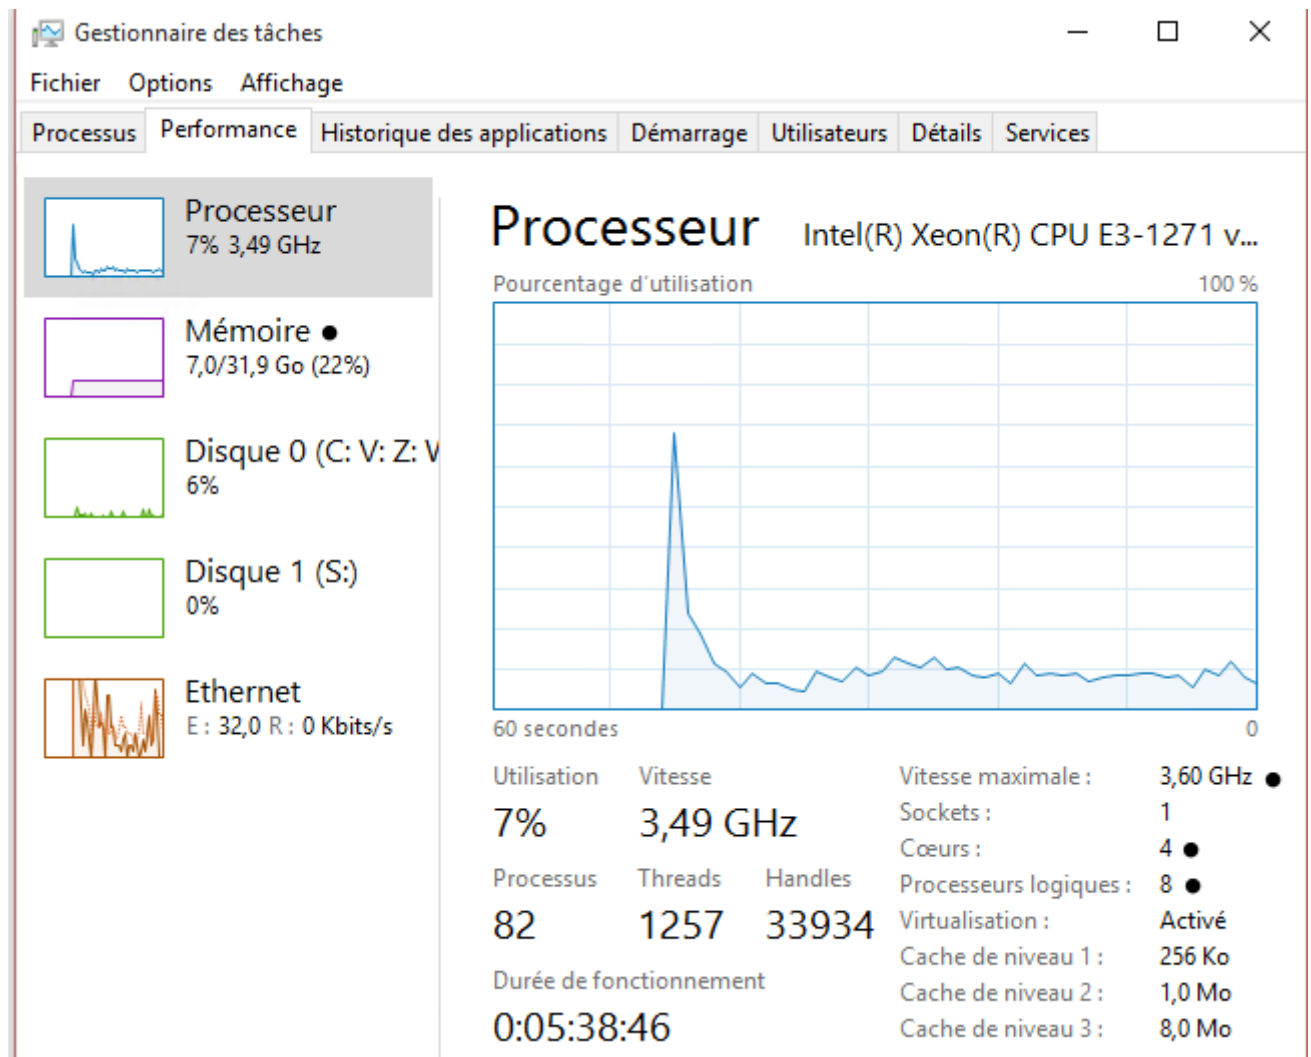 Gestionnaire des tâches
Fichier Options Affichage
Processus Performance Historique des applications Démarrage Utilisateurs Détails Services
Processeur
7% 3,49 GHz
Mémoire
7,0/31,9 Go (22%)
Disque 0 (C: V: Z:
6%
Disque 1 (S:)
0%
Ethernet
E : 32,0 R : 0 Kbits/s
Processeur Intel(R) Xeon(R) CPU E3-1271 v...
Pourcentage d'utilisation 100 %
60 secondes 0
Utilisation Vitesse
7% 3,49 GHz
Processus Threads Handles
82 1257 33934
Durée de fonctionnement
0:05:38:46
Vitesse maximale : 3,60 GHz
Sockets : 1
Cœurs : 4
Processeurs logiques : 8
Virtualisation : Activé
Cache de niveau 1 : 256 Ko
Cache de niveau 2 : 1,0 Mo
Cache de niveau 3 : 8,0 Mo